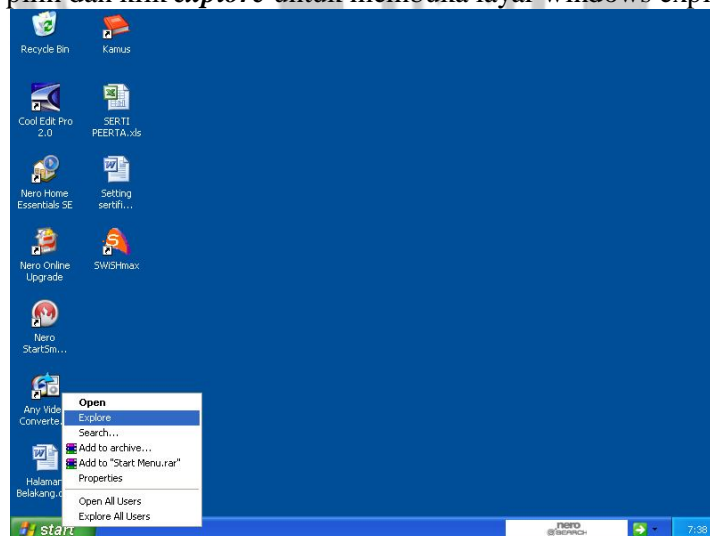 pilih dan klik explore untuk membuka layar windows expl
Recycle Bin
Kamus
Cool Edit Pro
2.0
SERTI
PEERTA.xls
Nero Home
Essentials SE
Setting
sertifi...
Nero Online
Upgrade
SWiSHmax
Nero
StartSm...
Any Vide
Converte
Halaman
Belakang.
Open
Explore
Search...
Add to archive...
Add to "Start Menu.rar"
Properties
Open All Users
Explore All Users
start
nero
SEARCH
7:38